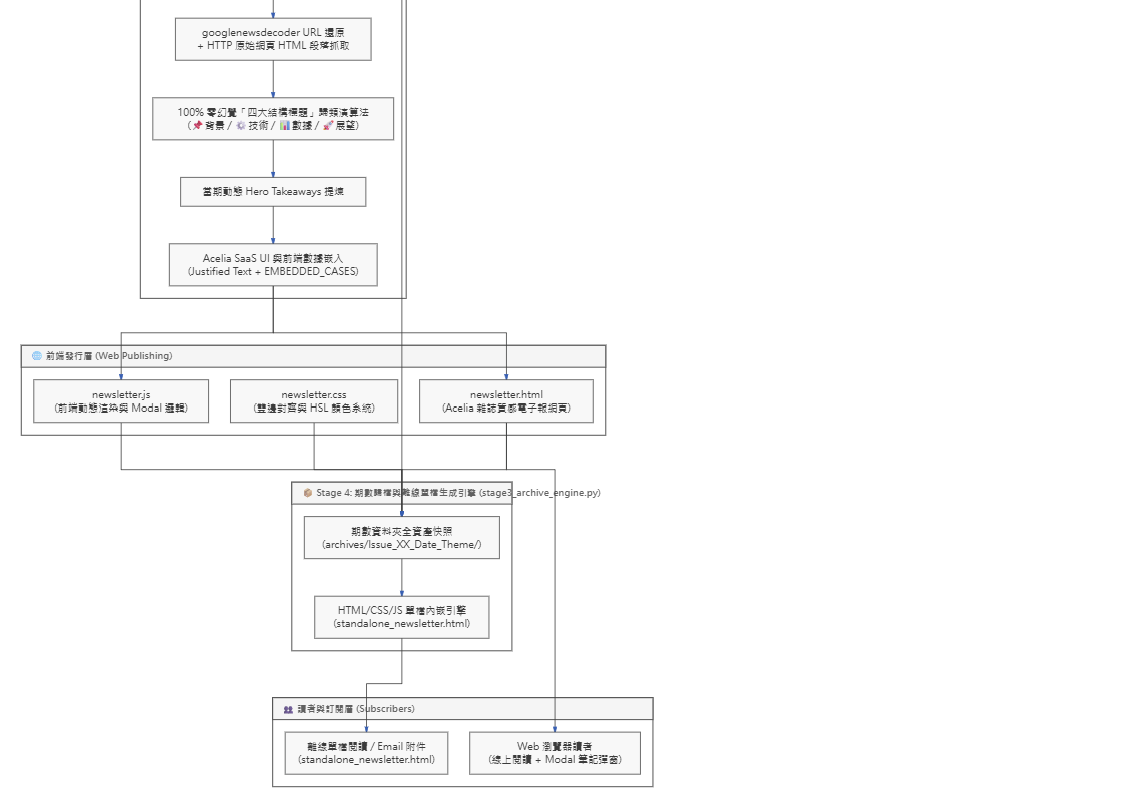 googlenewsdecoder URL 還原
+ HTTP 原始網頁 HTML 段落抓取
100% 零幻覺「四大結構標題」歸類演算法
(📌 背景 / ⚙️ 技術 / 📊 數據 / 🚀 展望)
當期動態 Hero Takeaways 提煉
Acelia SaaS UI 與前端數據嵌入
(Justified Text + EMBEDDED_CASES)
🌐 前端發行層 (Web Publishing)
newsletter.js
(前端動態渲染與 Modal 邏輯)
newsletter.css
(雙邊對齊與 HSL 顏色系統)
newsletter.html
(Acelia 雜誌質感電子報網頁)
📦 Stage 4: 期數歸檔與離線單檔生成引擎 (stage3_archive_engine.py)
期數資料夾全資產快照
(archives/Issue_XX_Date_Theme/)
HTML/CSS/JS 單檔內嵌引擎
(standalone_newsletter.html)
👥 讀者與訂閱層 (Subscribers)
離線單檔閱讀 / Email 附件
(standalone_newsletter.html)
Web 瀏覽器讀者
(線上閱讀 + Modal 筆記彈窗)